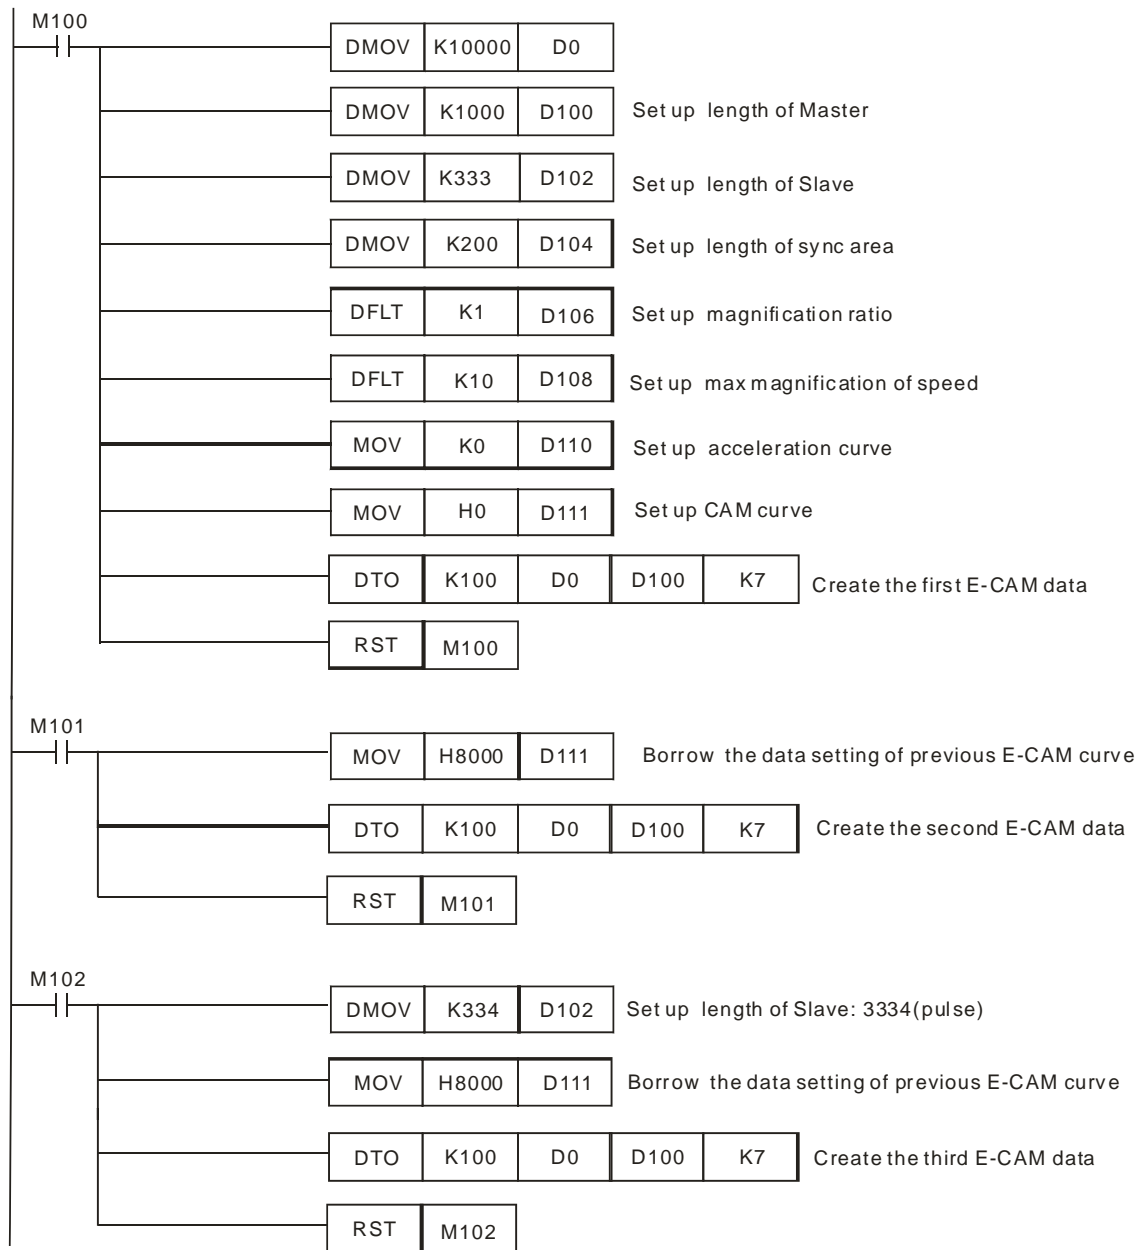 M100
DMOV K10000 D0
DMOV K1000 D100 Set up length of Master
DMOV K333 D102 Set up length of Slave
DMOV K200 D104 Set up length of sync area
DFLT K1 D106 Set up magnification ratio
DFLT K10 D108 Set up max magnification of speed
MOV K0 D110 Set up acceleration curve
MOV H0 D111 Set up CAM curve
DTO K100 D0 D100 K7 Create the first E-CAM data
RST M100
M101
MOV H8000 D111 Borrow the data setting of previous E-CAM curve
DTO K100 D0 D100 K7 Create the second E-CAM data
RST M101
M102
DMOV K334 D102 Set up length of Slave: 3334(pulse)
MOV H8000 D111 Borrow the data setting of previous E-CAM curve
DTO K100 D0 D100 K7 Create the third E-CAM data
RST M102